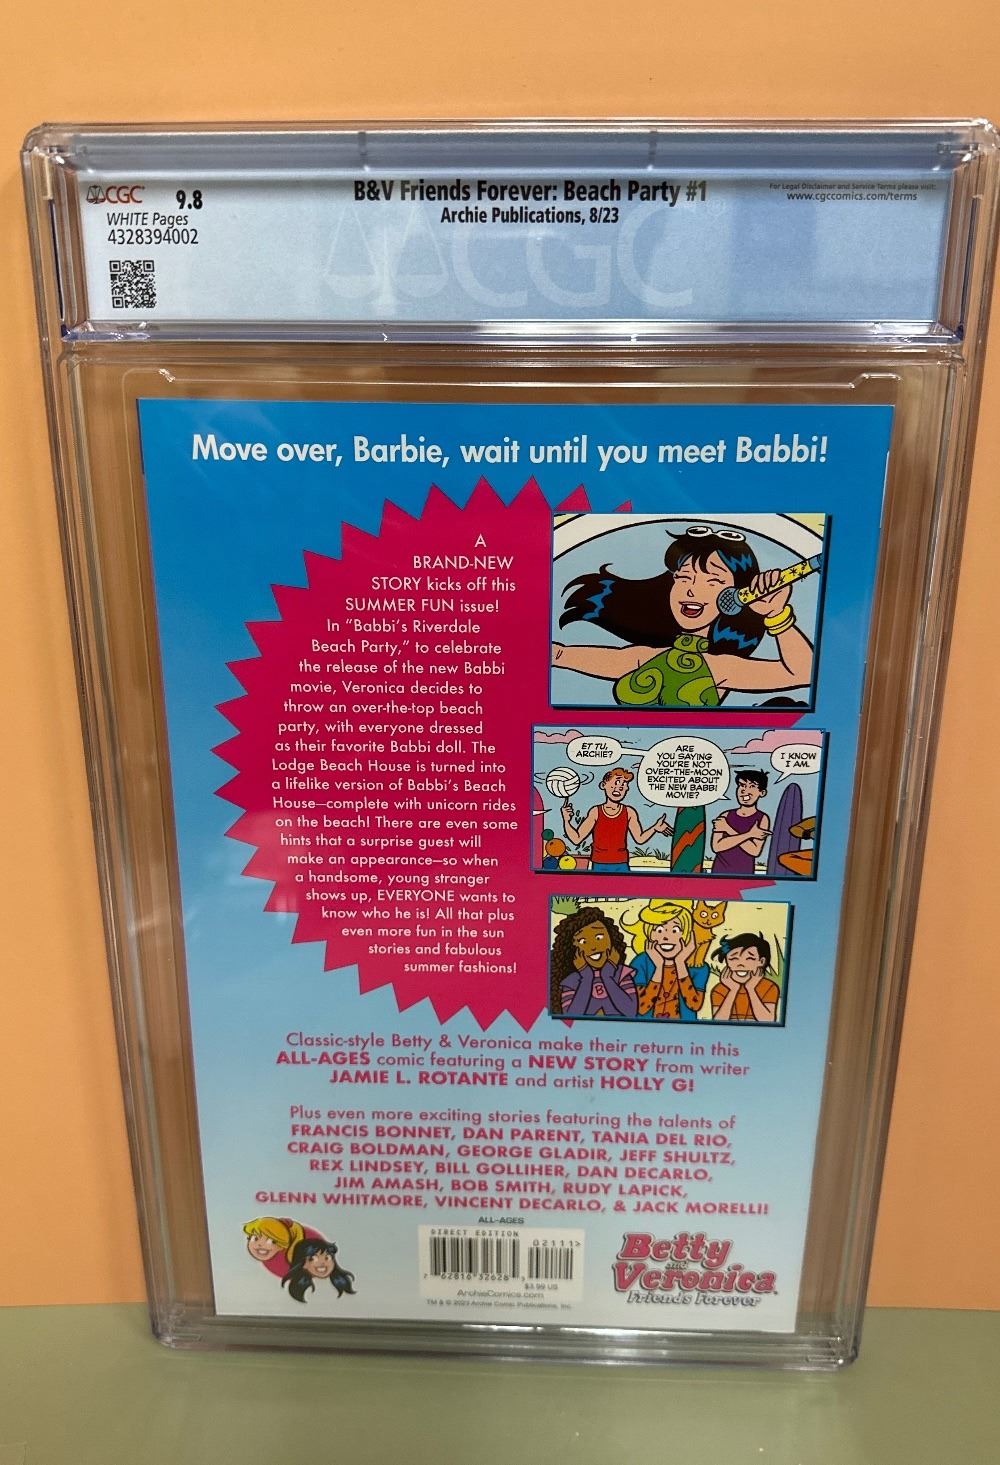 CGC 9.8
WHITE Pages
4328394002
B&V Friends Forever: Beach Party #1
Archie Publications, 8/23
For Legal Disclaimer and Service Terms please visit:
www.cgccomics.com/terms
CGC
Move over, Barbie, wait until you meet Babbi!
A
BRAND-NEW
STORY kicks off this
SUMMER FUN issue!
In "Babbi's Riverdale
Beach Party," to celebrate
the release of the new Babbi
movie, Veronica decides to
throw an over-the-top beach
party, with everyone dressed
as their favorite Babbi doll. The
Lodge Beach House is turned into
a lifelike version of Babbi's Beach
House—complete with unicorn rides
on the beach! There are even some
hints that a surprise guest will
make an appearance—so when
a handsome, young stranger
shows up, EVERYONE wants to
know who he is! All that plus
even more fun in the sun
stories and fabulous
summer fashions!
ET TU,
ARCHIE?
ARE
YOU SAYING
YOU'RE NOT
OVER-THE-MOON
EXCITED ABOUT
THE NEW BABBI
MOVIE?
I KNOW
I AM.
B
Classic-style Betty & Veronica make their return in this
ALL-AGES comic featuring a NEW STORY from writer
JAMIE L. ROTANTE and artist HOLLY G!
Plus even more exciting stories featuring the talents of
FRANCIS BONNET, DAN PARENT, TANIA DEL RIO,
CRAIG BOLDMAN, GEORGE GLADIR, JEFF SHULTZ,
REX LINDSEY, BILL GOLLIHER, DAN DECARLO,
JIM AMASH, BOB SMITH, RUDY LAPICK,
GLENN WHITMORE, VINCENT DECARLO, & JACK MORELLI!
ALL-AGES
DIRECT EDITION
02111>
7 62816 32628
$3.99 US
ArchieComics.com
TM & © 2023 Archie Comic Publications, Inc.
Betty
and
Veronica
Friends Forever